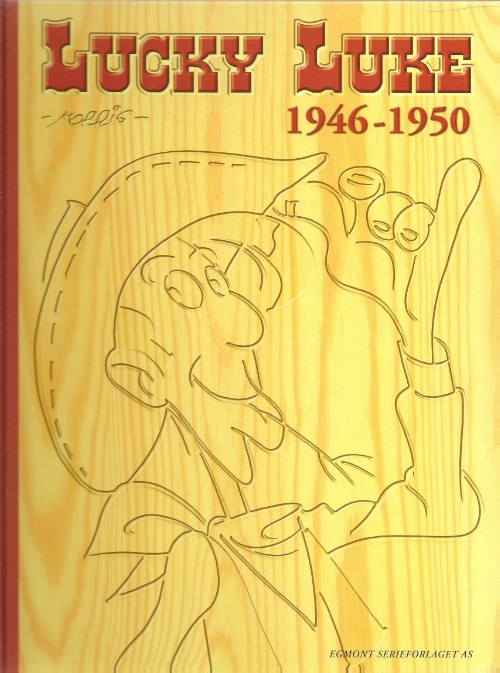 LUCKY LUKE
-MORRIS-
1946-1950
EGMONT SERIEFORLAGET AS